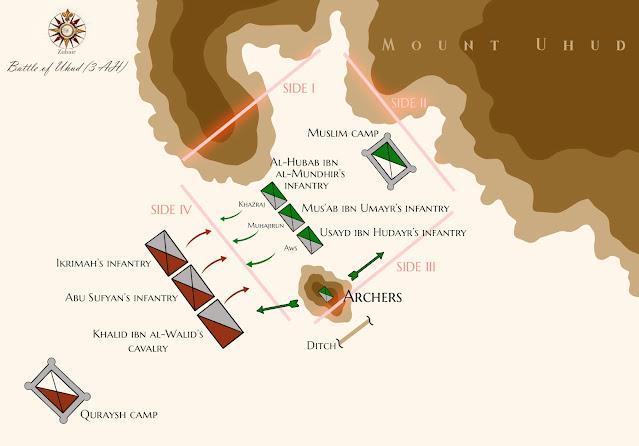 Zubair
Battle of Uhud (3 AH)
Mount Uhud
SIDE I
SIDE II
Muslim camp
Al-Hubab ibn
al-Mundhir's
infantry
Khazraj
Mus'ab ibn Umayr's infantry
Muhajirun
Usayd ibn Hudayr's infantry
Aws
SIDE IV
SIDE III
Ikrimah's infantry
Abu Sufyan's infantry
Khalid ibn al-Walid's
cavalry
Archers
Ditch
Quraysh camp